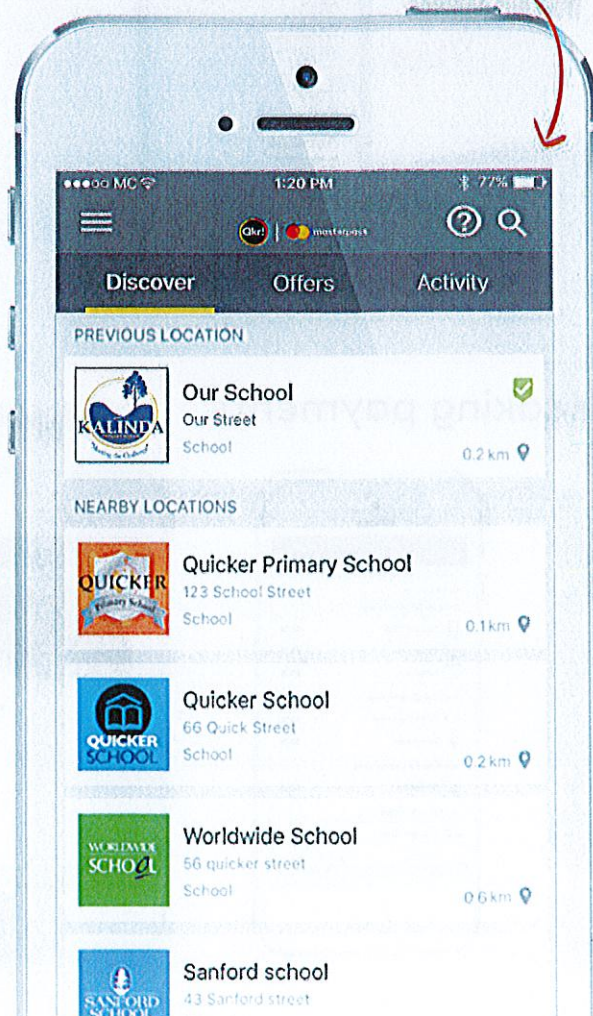 MC
1:20 PM
77%
Qkr! masterpass
Discover Offers Activity
PREVIOUS LOCATION
KALINDA
Our School
Our Street
School
0.2 km
NEARBY LOCATIONS
QUICKER
Primary School
Quicker Primary School
123 School Street
School
0.1 km
QUICKER
SCHOOL
Quicker School
66 Quick Street
School
0.2 km
WORLDWIDE
SCHOOL
Worldwide School
56 quicker street
School
0.6 km
SANFORD
SCHOOL
Sanford school
43 Sanford street